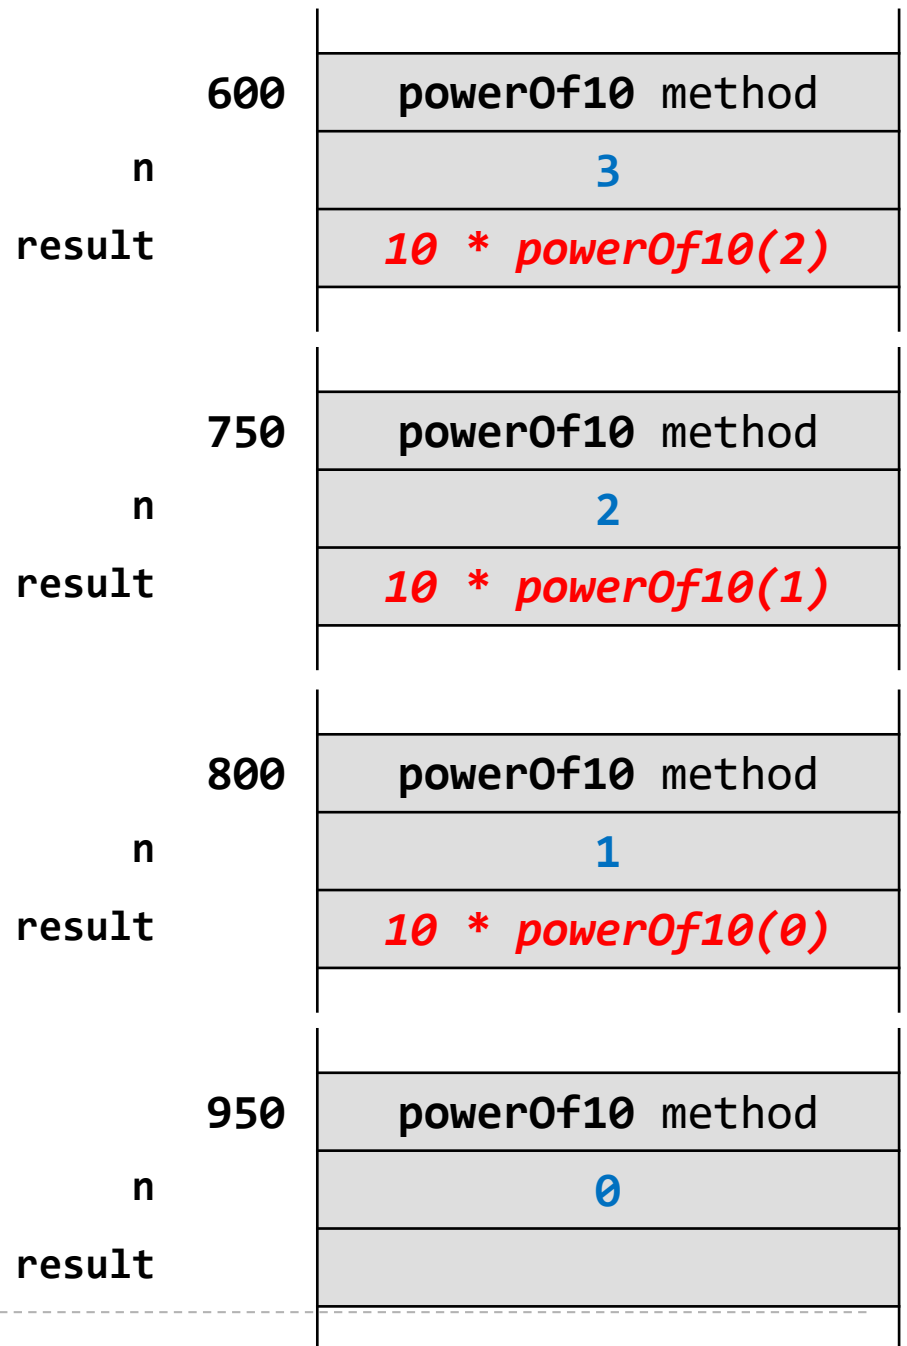 600 powerOf10 method
n 3
result 10 * powerOf10(2)
750 powerOf10 method
n 2
result 10 * powerOf10(1)
800 powerOf10 method
n 1
result 10 * powerOf10(0)
950 powerOf10 method
n 0
result